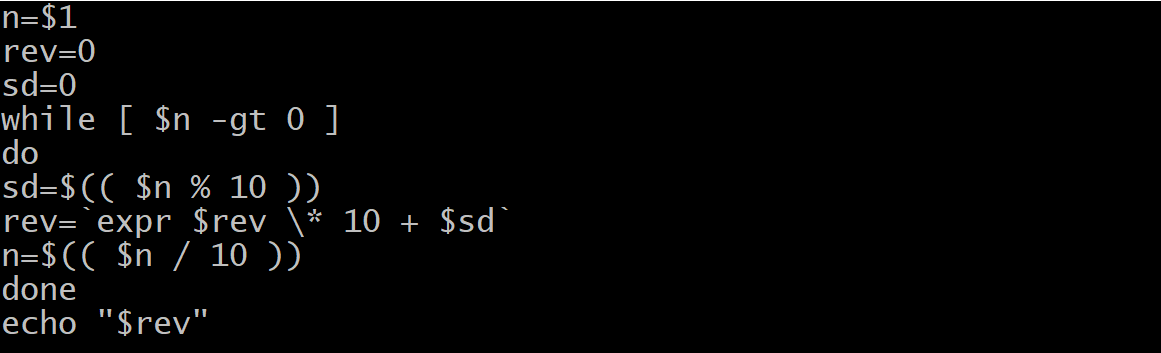 n=$1
rev=0
sd=0
while [ $n -gt 0 ]
do
sd=$(( $n % 10 ))
rev=`expr $rev \* 10 + $sd`
n=$(( $n / 10 ))
done
echo "$rev"